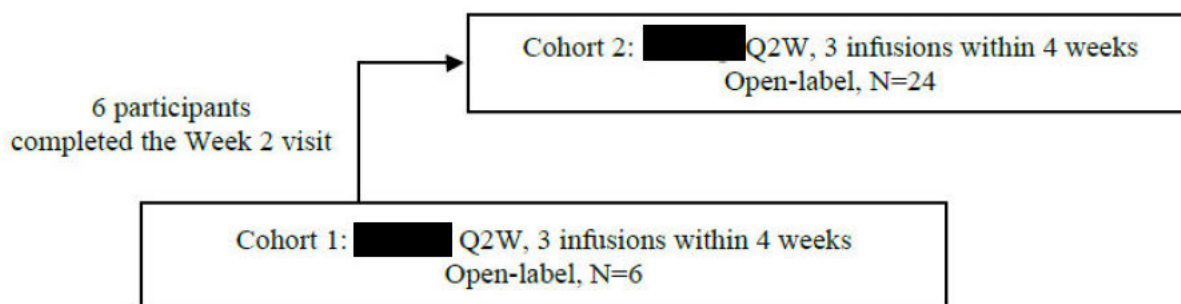 Cohort 2: Q2W, 3 infusions within 4 weeks
Open-label, N=24
6 participants
completed the Week 2 visit
Cohort 1: Q2W, 3 infusions within 4 weeks
Open-label, N=6